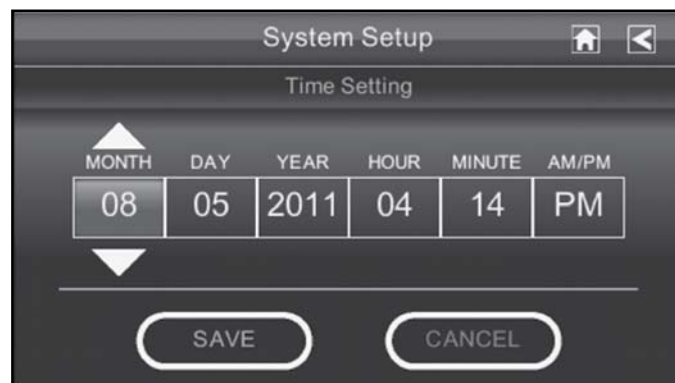 System Setup
Time Setting
MONTH DAY YEAR HOUR MINUTE AM/PM
08 05 2011 04 14 PM
SAVE CANCEL